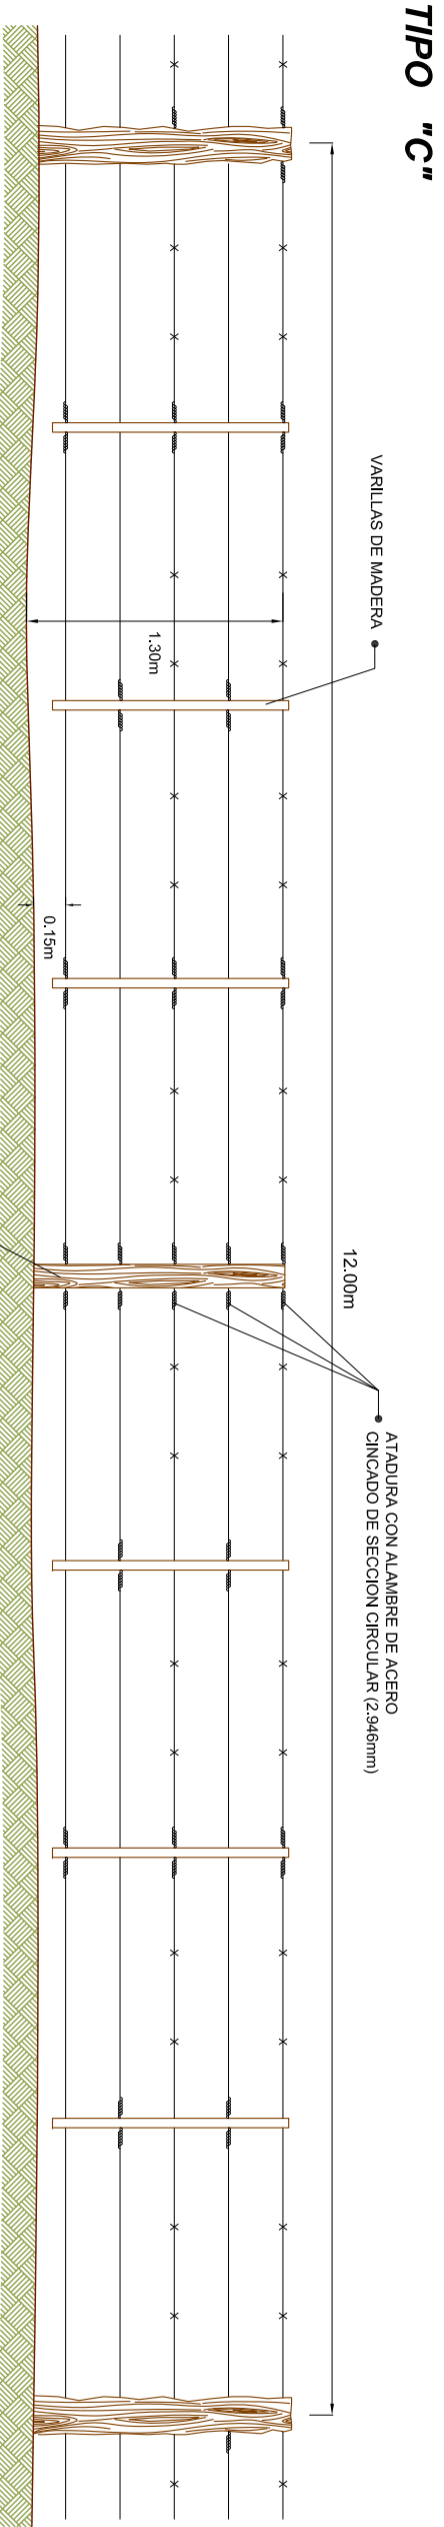 TIPO "C"
VARILLAS DE MADERA
1.30m
0.15m
12.00m
ATADURA CON ALAMBRE DE ACERO
CINCADO DE SECCION CIRCULAR (2.946mm)